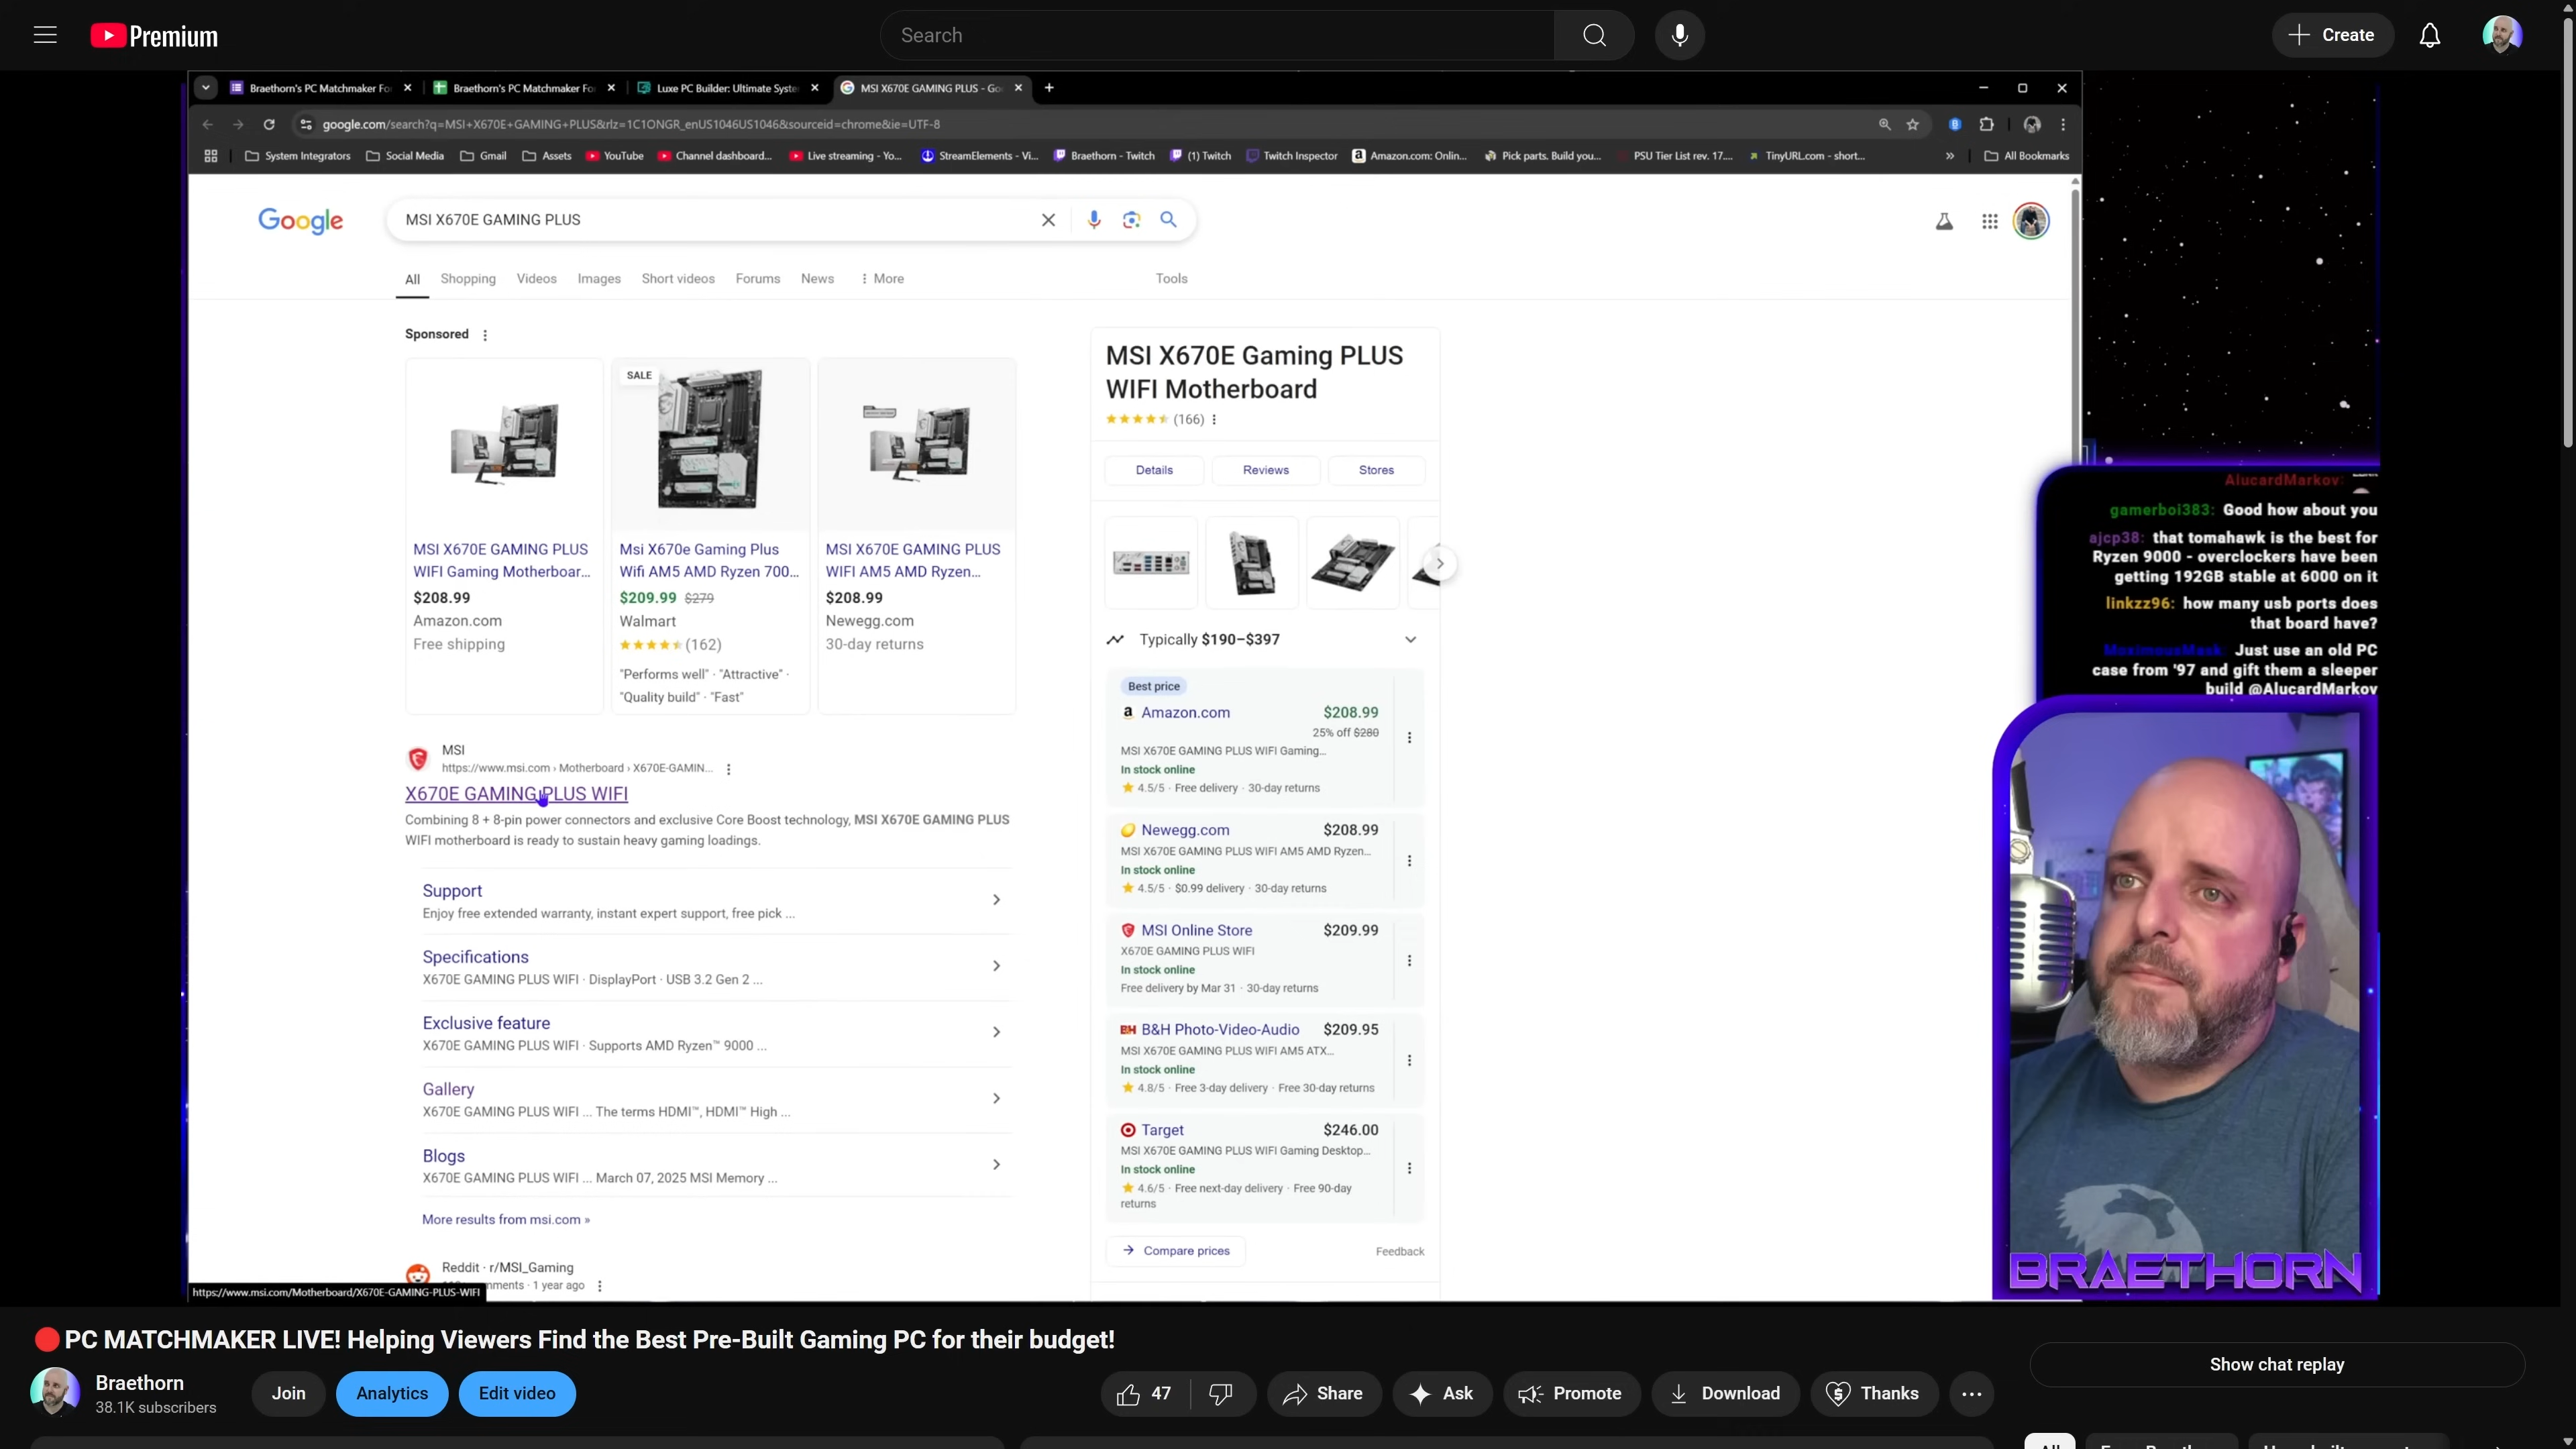 Premium
Search
Create
Braethorn's PC Matchmaker Fo
Braethorn's PC Matchmaker Fo
Luxe PC Builder: Ultimate Syste
MSI X670E GAMING PLUS - Go
google.com/search?q=MSI+X670E+GAMING+PLUS&rlz=1C1ONGR_enUS1046US1046&sourceid=chrome&ie=UTF-8
System Integrators
Social Media
Gmail
Assets
YouTube
Channel dashboard...
Live streaming - Yo...
StreamElements - Vi...
Braethorn - Twitch
(1) Twitch
Twitch Inspector
Amazon.com: Onlin...
Pick parts. Build you...
PSU Tier List rev. 17....
TinyURL.com - short...
»
All Bookmarks
Google
MSI X670E GAMING PLUS
All
Shopping
Videos
Images
Short videos
Forums
News
More
Tools
Sponsored
MSI X670E GAMING PLUS
WIFI Gaming Motherboar...
$208.99
Amazon.com
Free shipping
SALE
Msi X670e Gaming Plus
Wifi AM5 AMD Ryzen 700...
$209.99 $279
Walmart
(162)
"Performs well" · "Attractive" ·
"Quality build" · "Fast"
MSI X670E GAMING PLUS
WIFI AM5 AMD Ryzen...
$208.99
Newegg.com
30-day returns
MSI
https://www.msi.com › Motherboard › X670E-GAMIN...
X670E GAMING PLUS WIFI
Combining 8 + 8-pin power connectors and exclusive Core Boost technology, MSI X670E GAMING PLUS
WIFI motherboard is ready to sustain heavy gaming loadings.
Support
Enjoy free extended warranty, instant expert support, free pick ...
Specifications
X670E GAMING PLUS WIFI · DisplayPort · USB 3.2 Gen 2 ...
Exclusive feature
X670E GAMING PLUS WIFI · Supports AMD Ryzen™ 9000 ...
Gallery
X670E GAMING PLUS WIFI ... The terms HDMI™, HDMI™ High ...
Blogs
X670E GAMING PLUS WIFI ... March 07, 2025 MSI Memory ...
More results from msi.com »
Reddit · r/MSI_Gaming
mments · 1 year ago
https://www.msi.com/Motherboard/X670E-GAMING-PLUS-WIFI
MSI X670E Gaming PLUS
WIFI Motherboard
(166)
Details
Reviews
Stores
Typically $190–$397
Best price
Amazon.com $208.99
25% off $280
MSI X670E GAMING PLUS WIFI Gaming...
In stock online
4.5/5 · Free delivery · 30-day returns
Newegg.com $208.99
MSI X670E GAMING PLUS WIFI AM5 AMD Ryzen...
In stock online
4.5/5 · $0.99 delivery · 30-day returns
MSI Online Store $209.99
X670E GAMING PLUS WIFI
In stock online
Free delivery by Mar 31 · 30-day returns
BH B&H Photo-Video-Audio $209.95
MSI X670E GAMING PLUS WIFI AM5 ATX...
In stock online
4.8/5 · Free 3-day delivery · Free 30-day returns
Target $246.00
MSI X670E GAMING PLUS WIFI Gaming Desktop...
In stock online
4.6/5 · Free next-day delivery · Free 90-day
returns
Compare prices
Feedback
AlucardMarkov:
gamerboi383: Good how about you
ajcp38: that tomahawk is the best for
Ryzen 9000 - overclockers have been
getting 192GB stable at 6000 on it
linkzz96: how many usb ports does
that board have?
Just use an old PC
case from '97 and gift them a sleeper
build @AlucardMarkov
BRAETHORN
PC MATCHMAKER LIVE! Helping Viewers Find the Best Pre-Built Gaming PC for their budget!
Braethorn
38.1K subscribers
Join
Analytics
Edit video
47
Share
Ask
Promote
Download
Thanks
Show chat replay